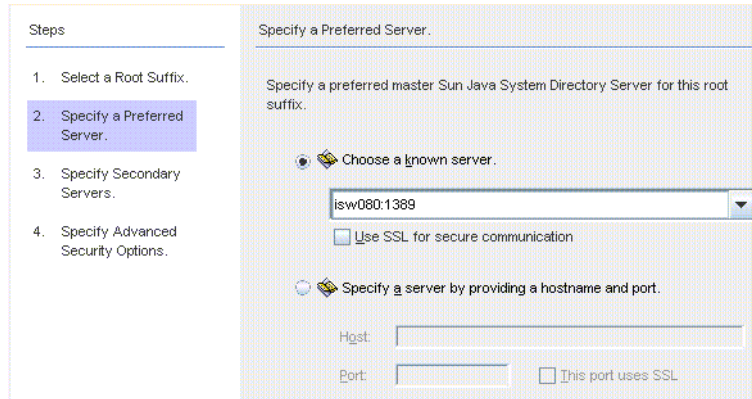 Steps
1. Select a Root Suffix.
2. Specify a Preferred
Server.
3. Specify Secondary
Servers.
4. Specify Advanced
Security Options.
Specify a Preferred Server.
Specify a preferred master Sun Java System Directory Server for this root
suffix.
Choose a known server.
isw080:1389
Use SSL for secure communication
Specify a server by providing a hostname and port.
Host:
Port:
This port uses SSL